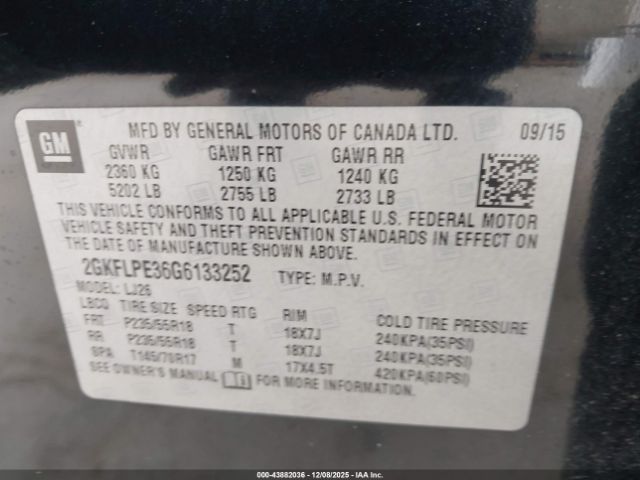 GM
MFD BY GENERAL MOTORS OF CANADA LTD. 09/15
GVWR GAWR FRT GAWR RR
2360 KG 1250 KG 1240 KG
5202 LB 2755 LB 2733 LB
THIS VEHICLE CONFORMS TO ALL APPLICABLE U.S. FEDERAL MOTOR
VEHICLE SAFETY AND THEFT PREVENTION STANDARDS IN EFFECT ON
THE DATE OF MANUFACTURE SHOWN ABOVE.
2GKFLPE36G6133252 TYPE: M.P.V.
MODEL: LJ26
LBCG TIRE SIZE SPEED RTG RIM COLD TIRE PRESSURE
FRT P235/55R18 T 18X7J 240KPA(35PSI)
RR P235/55R18 T 18X7J 240KPA(35PSI)
SPA T145/70R17 M 17X4.5T 420KPA(60PSI)
SEE OWNER'S MANUAL FOR MORE INFORMATION.
000-43882036 - 12/08/2025 - IAA, Inc.